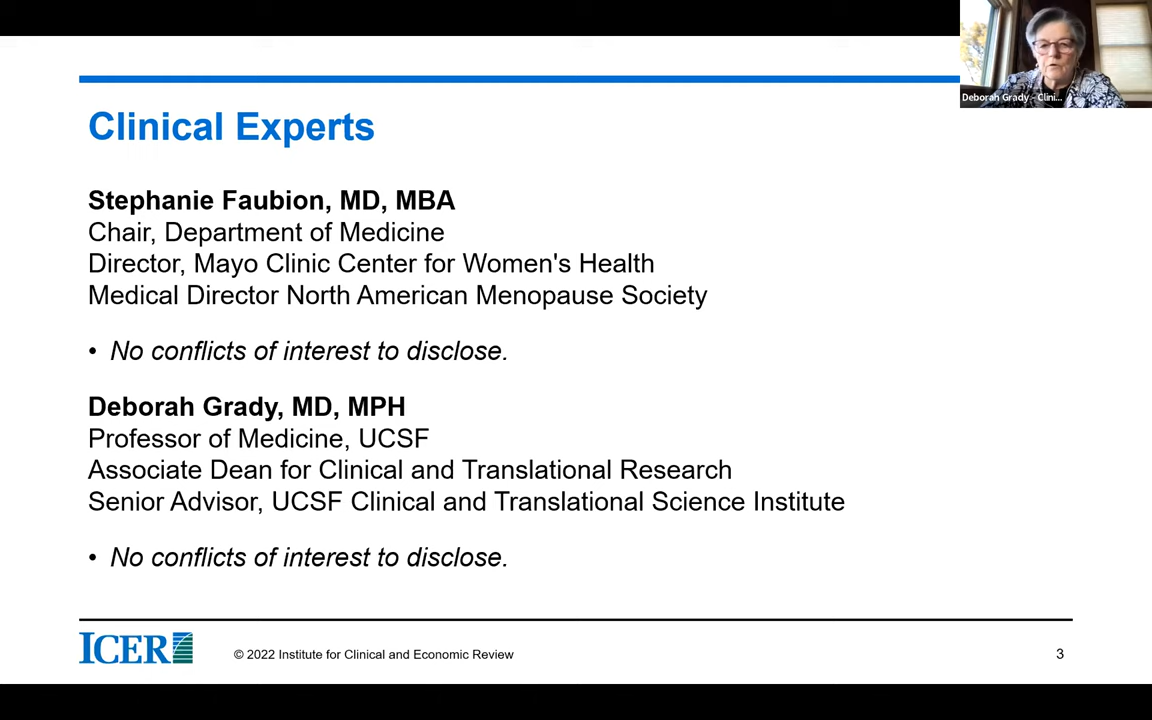 Deborah Grady - Clini...
Clinical Experts
Stephanie Faubion, MD, MBA
Chair, Department of Medicine
Director, Mayo Clinic Center for Women's Health
Medical Director North American Menopause Society
• No conflicts of interest to disclose.
Deborah Grady, MD, MPH
Professor of Medicine, UCSF
Associate Dean for Clinical and Translational Research
Senior Advisor, UCSF Clinical and Translational Science Institute
• No conflicts of interest to disclose.
ICER
© 2022 Institute for Clinical and Economic Review
3